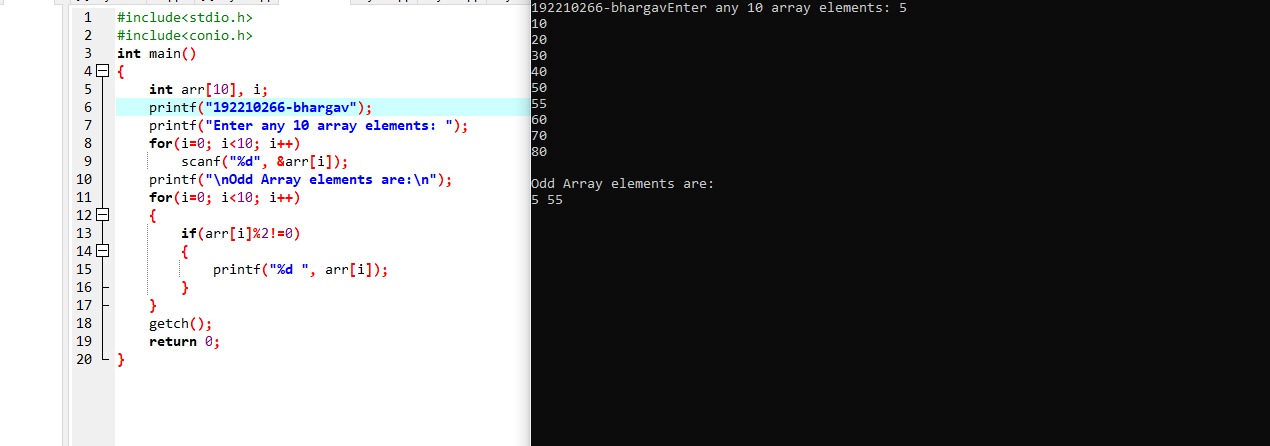 1 #include<stdio.h>
2 #include<conio.h>
3 int main()
4 {
5 int arr[10], i;
6 printf("192210266-bhargav");
7 printf("Enter any 10 array elements: ");
8 for(i=0; i<10; i++)
9 scanf("%d", &arr[i]);
10 printf("\nOdd Array elements are:\n");
11 for(i=0; i<10; i++)
12 {
13 if(arr[i]%2!=0)
14 {
15 printf("%d ", arr[i]);
16 }
17 }
18 getch();
19 return 0;
20 }
192210266-bhargavEnter any 10 array elements: 5
10
20
30
40
50
55
60
70
80
Odd Array elements are:
5 55